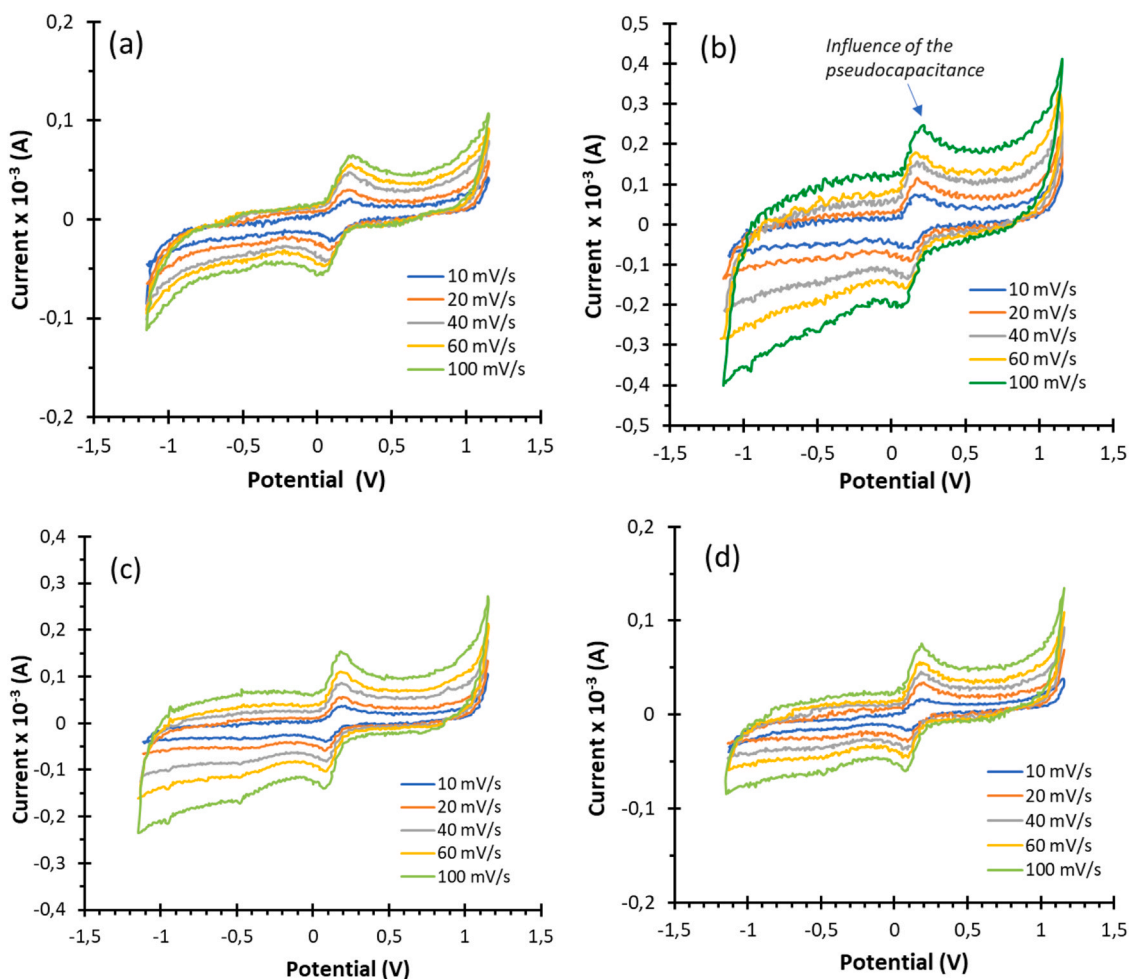 (a)
0,2
0,1
0
-0,1
-0,2
Current x 10⁻³ (A)
-1,5 -1 -0,5 0 0,5 1 1,5
Potential (V)
10 mV/s
20 mV/s
40 mV/s
60 mV/s
100 mV/s
(b)
Influence of the
pseudocapacitance
0,5
0,4
0,3
0,2
0,1
0
-0,1
-0,2
-0,3
-0,4
-0,5
Current x 10⁻³ (A)
-1,5 -1 -0,5 0 0,5 1 1,5
Potential (V)
10 mV/s
20 mV/s
40 mV/s
60 mV/s
100 mV/s
(c)
0,4
0,3
0,2
0,1
0
-0,1
-0,2
-0,3
-0,4
Current x 10⁻³ (A)
-1,5 -1 -0,5 0 0,5 1 1,5
Potential (V)
10 mV/s
20 mV/s
40 mV/s
60 mV/s
100 mV/s
(d)
0,2
0,1
0
-0,1
-0,2
Current x 10⁻³ (A)
-1,5 -1 -0,5 0 0,5 1 1,5
Potential (V)
10 mV/s
20 mV/s
40 mV/s
60 mV/s
100 mV/s